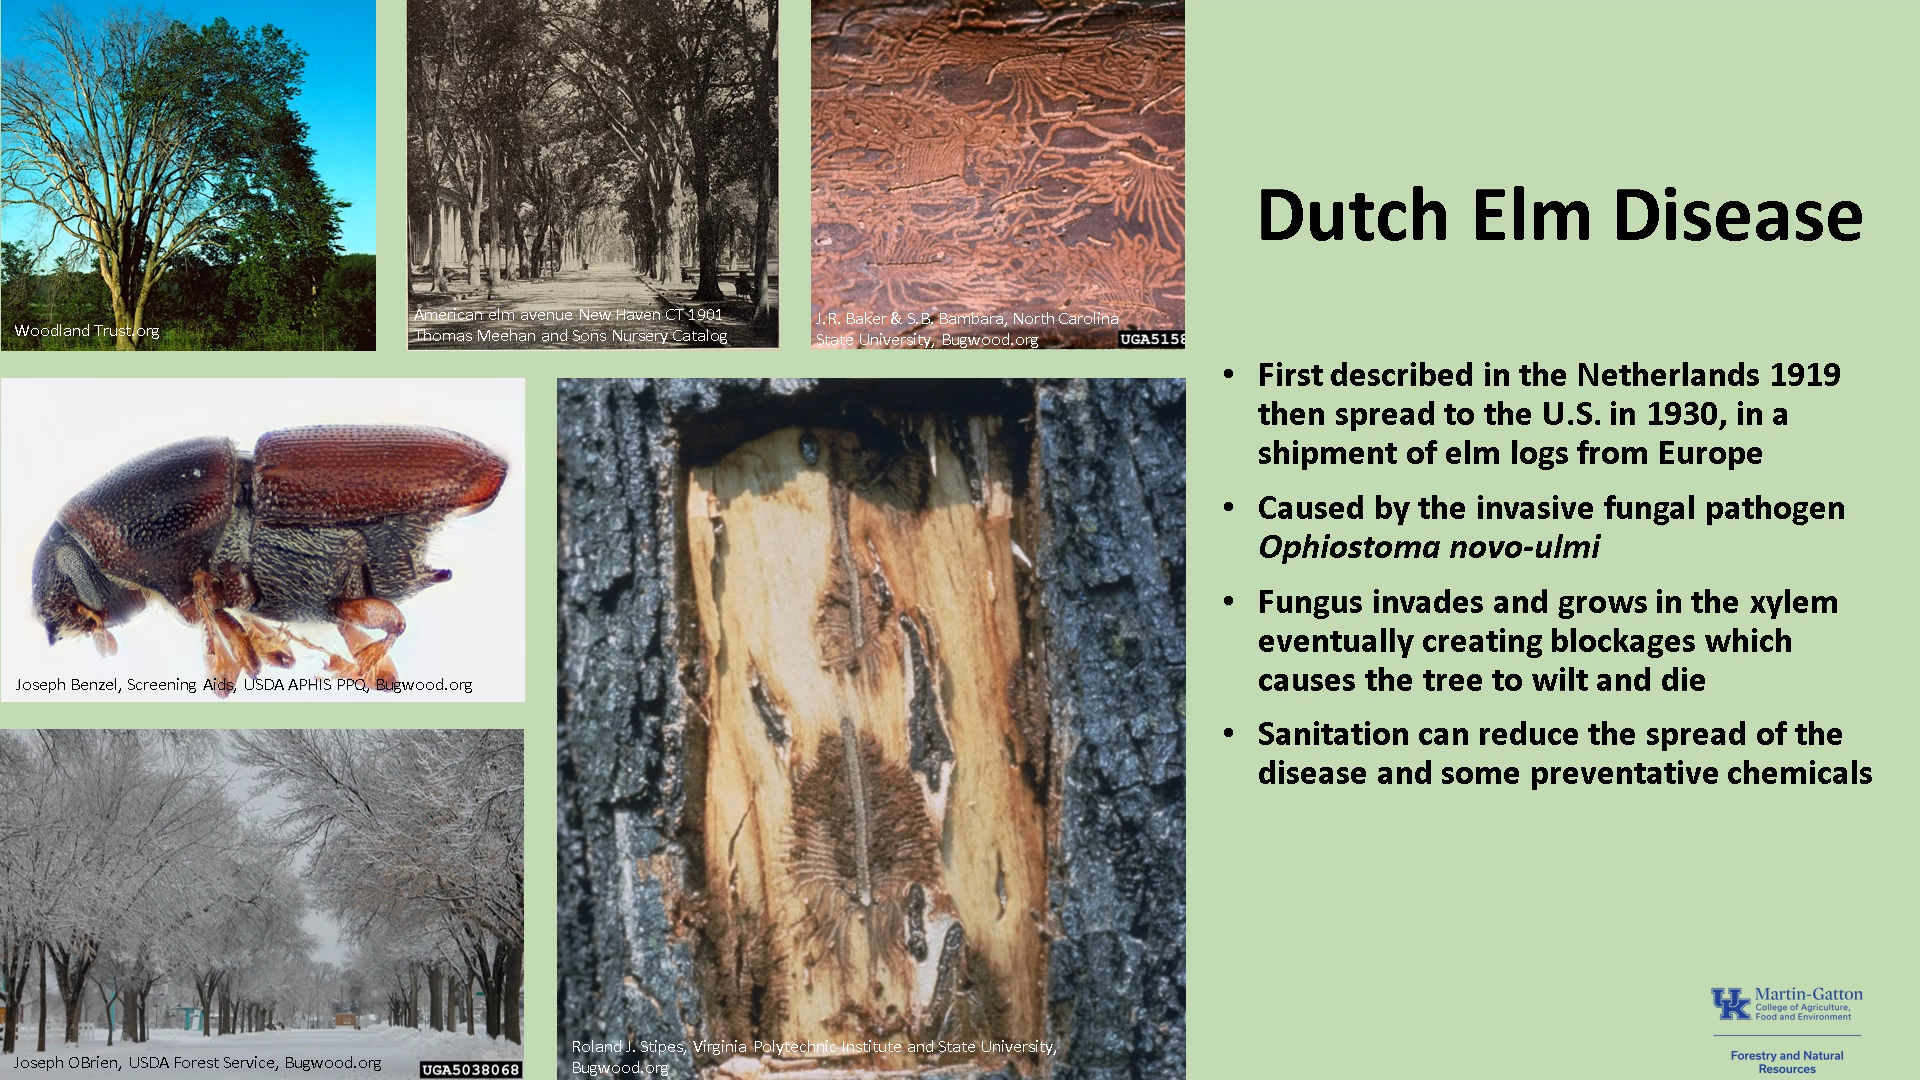 Woodland Trust.org
American elm avenue New Haven CT 1901
Thomas Meehan and Sons Nursery Catalog
J.R. Baker & S.B. Bambara, North Carolina
State University, Bugwood.org
UGA5158
Dutch Elm Disease
• First described in the Netherlands 1919
then spread to the U.S. in 1930, in a
shipment of elm logs from Europe
• Caused by the invasive fungal pathogen
Ophiostoma novo-ulmi
• Fungus invades and grows in the xylem
eventually creating blockages which
causes the tree to wilt and die
• Sanitation can reduce the spread of the
disease and some preventative chemicals
Joseph Benzel, Screening Aids, USDA APHIS PPQ, Bugwood.org
Joseph OBrien, USDA Forest Service, Bugwood.org
UGA5038068
Roland J. Stipes, Virginia Polytechnic Institute and State University,
Bugwood.org
UK Martin-Gatton
College of Agriculture,
Food and Environment
Forestry and Natural
Resources